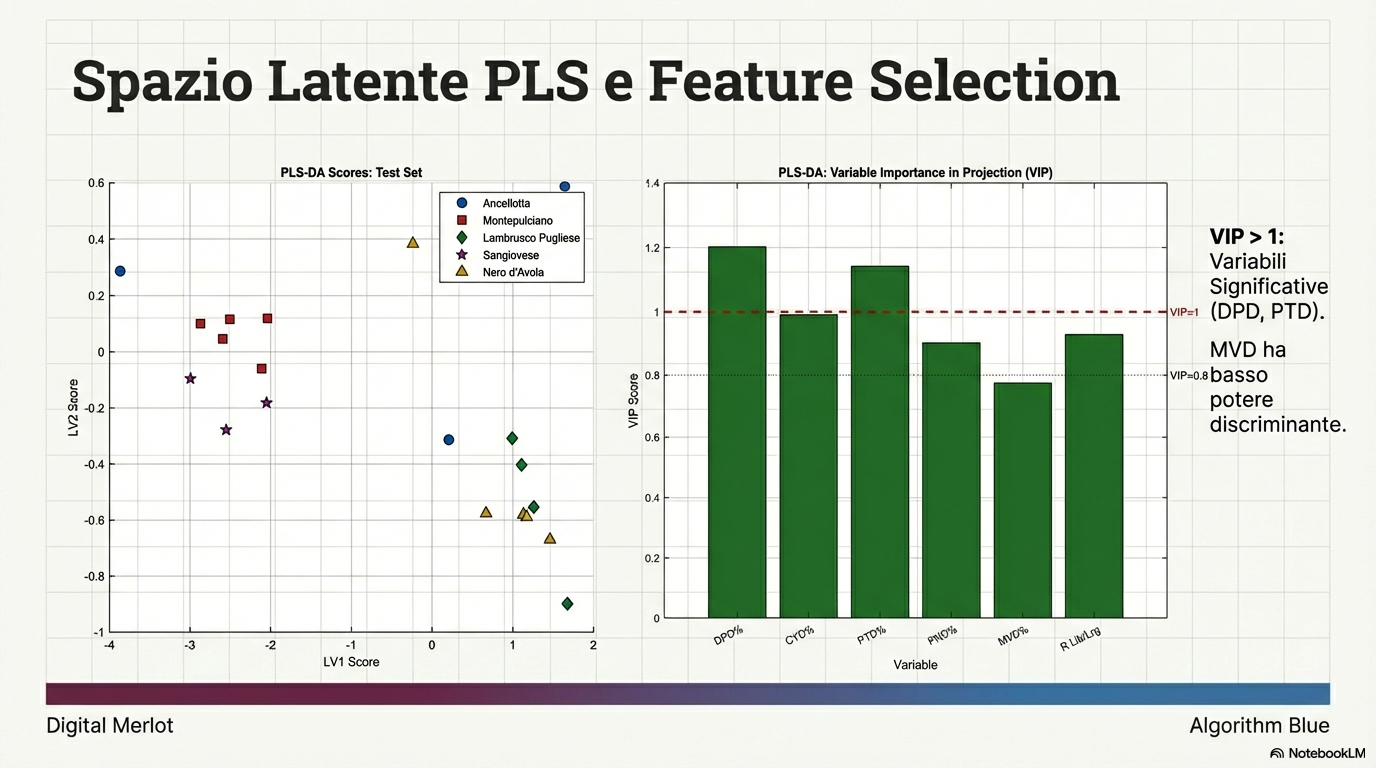 Spazio Latente PLS e Feature Selection
PLS-DA Scores: Test Set
0.6
0.4
0.2
0
-0.2
-0.4
-0.6
-0.8
-1
LV2 Score
-4
-3
-2
-1
0
1
2
LV1 Score
Ancellotta
Montepulciano
Lambrusco Pugliese
Sangiovese
Nero d'Avola
PLS-DA: Variable Importance in Projection (VIP)
1.4
1.2
1
0.8
0.6
0.4
0.2
0
VIP Score
VIP=1
VIP=0.8
DPD%
PTD%
MVD%
Variable
VIP > 1:
Variabili
Significative
(DPD, PTD).
MVD ha
basso
potere
discriminante.
Digital Merlot
Algorithm Blue
NotebookLM